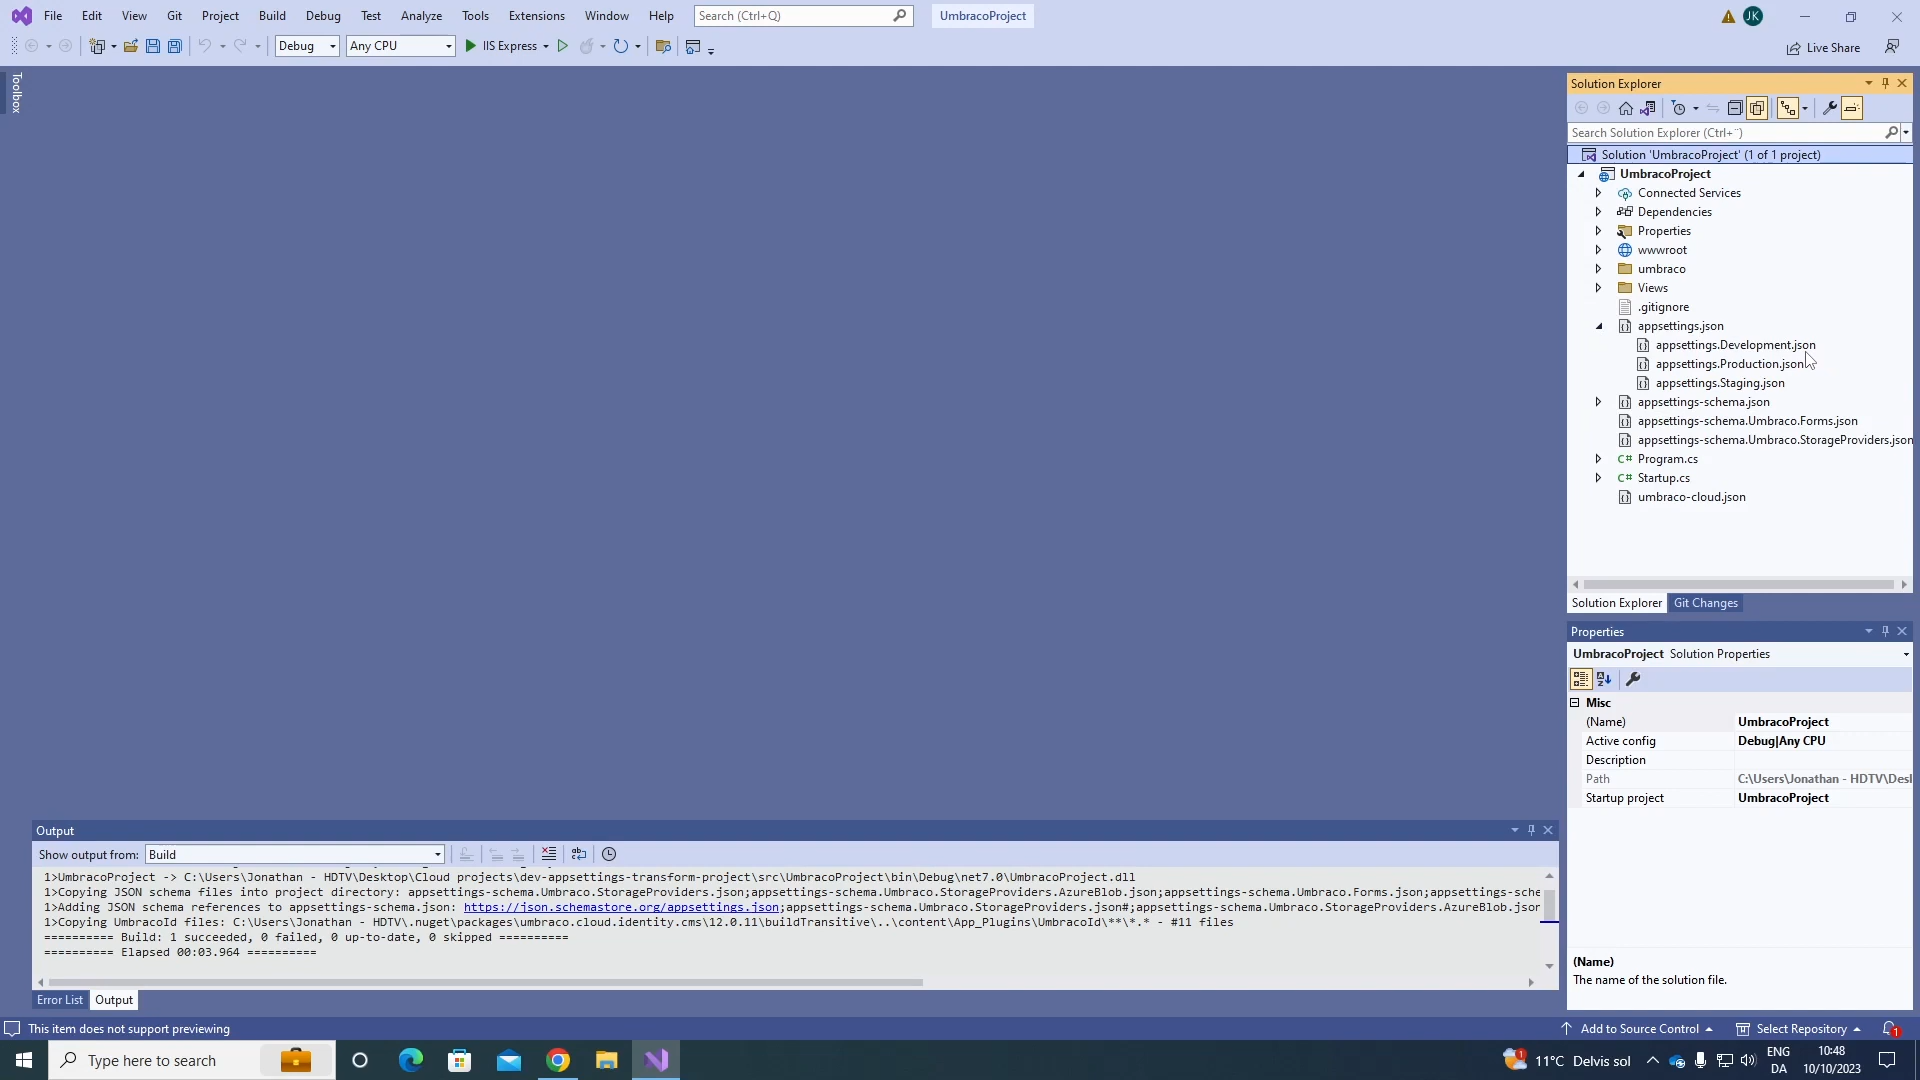 File Edit View Git Project Build Debug Test Analyze Tools Extensions Window Help Search (Ctrl+Q) UmbracoProject JK
Debug Any CPU IIS Express Live Share
Toolbox
Solution Explorer
Search Solution Explorer (Ctrl+¨)
Solution 'UmbracoProject' (1 of 1 project)
UmbracoProject
Connected Services
Dependencies
Properties
wwwroot
umbraco
Views
.gitignore
appsettings.json
appsettings.Development.json
appsettings.Production.json
appsettings.Staging.json
appsettings-schema.json
appsettings-schema.Umbraco.Forms.json
appsettings-schema.Umbraco.StorageProviders.json
C# Program.cs
C# Startup.cs
umbraco-cloud.json
Solution Explorer Git Changes
Properties
UmbracoProject Solution Properties
Misc
(Name) UmbracoProject
Active config Debug|Any CPU
Description
Path C:\Users\Jonathan - HDTV\Desl
Startup project UmbracoProject
(Name)
The name of the solution file.
Output
Show output from: Build
1>UmbracoProject -> C:\Users\Jonathan - HDTV\Desktop\Cloud projects\dev-appsettings-transform-project\src\UmbracoProject\bin\Debug\net7.0\UmbracoProject.dll
1>Copying JSON schema files into project directory: appsettings-schema.Umbraco.StorageProviders.json;appsettings-schema.Umbraco.StorageProviders.AzureBlob.json;appsettings-schema.Umbraco.Forms.json;appsettings-sche
1>Adding JSON schema references to appsettings-schema.json: https://json.schemastore.org/appsettings.json;appsettings-schema.Umbraco.StorageProviders.json#;appsettings-schema.Umbraco.StorageProviders.AzureBlob.json
1>Copying UmbracoId files: C:\Users\Jonathan - HDTV\.nuget\packages\umbraco.cloud.identity.cms\12.0.11\buildTransitive\..\content\App_Plugins\UmbracoId\**\*.* - #11 files
========== Build: 1 succeeded, 0 failed, 0 up-to-date, 0 skipped ==========
========== Elapsed 00:03.964 ==========
Error List Output
This item does not support previewing Add to Source Control Select Repository 1
Type here to search 1 11°C Delvis sol ENG DA 10:48 10/10/2023